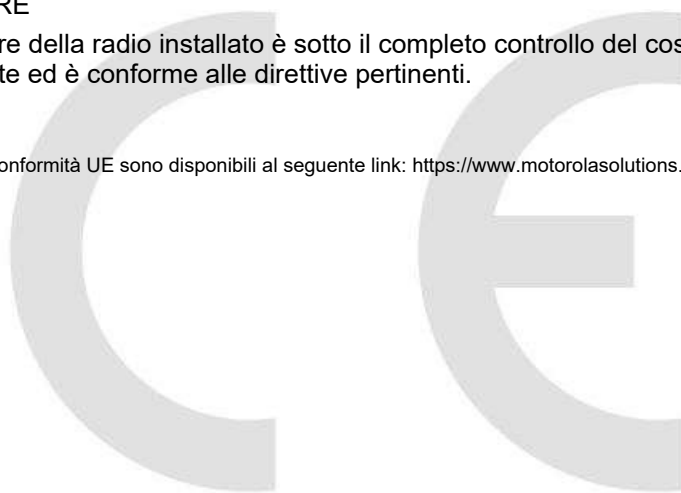 RE
re della radio installato è sotto il completo controllo del cos
te ed è conforme alle direttive pertinenti.
onformità UE sono disponibili al seguente link: https://www.motorolasolutions.
CE